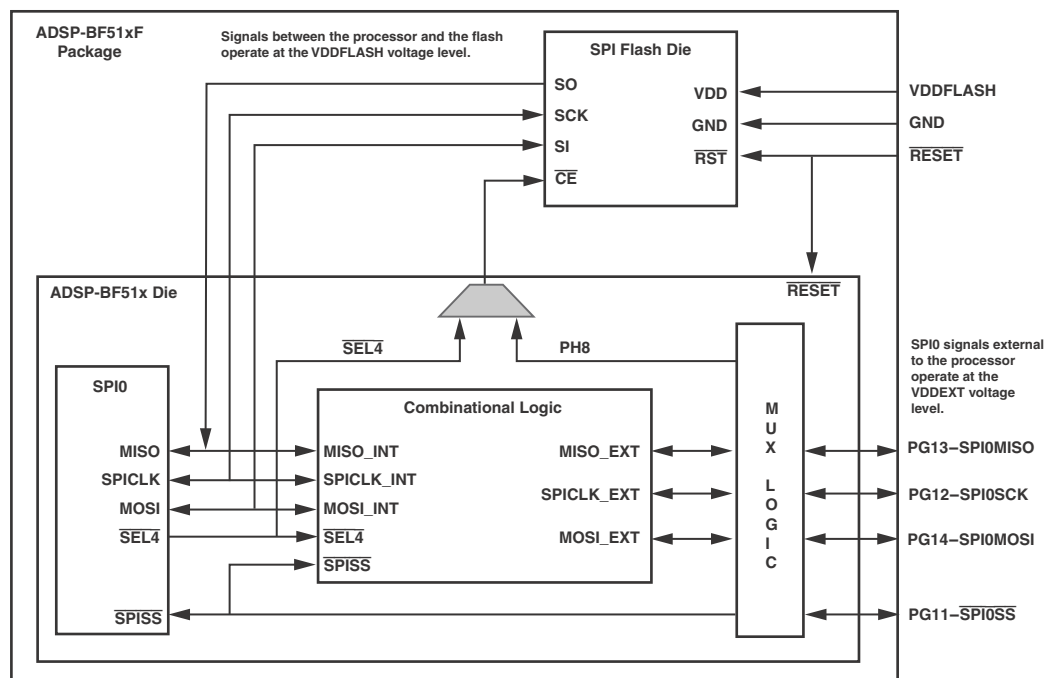 ADSP-BF51xF
Package
Signals between the processor and the flash
operate at the VDDFLASH voltage level.
SPI Flash Die
SO
SCK
SI
CE
VDD
GND
RST
VDDFLASH
GND
RESET
ADSP-BF51x Die
RESET
SEL4
PH8
SPI0 signals external
to the processor
operate at the
VDDEXT voltage
level.
SPI0
MISO
SPICLK
MOSI
SEL4
SPISS
Combinational Logic
MISO_INT
SPICLK_INT
MOSI_INT
SEL4
SPISS
MISO_EXT
SPICLK_EXT
MOSI_EXT
MUX LOGIC
PG13–SPI0MISO
PG12–SPI0SCK
PG14–SPI0MOSI
PG11–SPI0SS